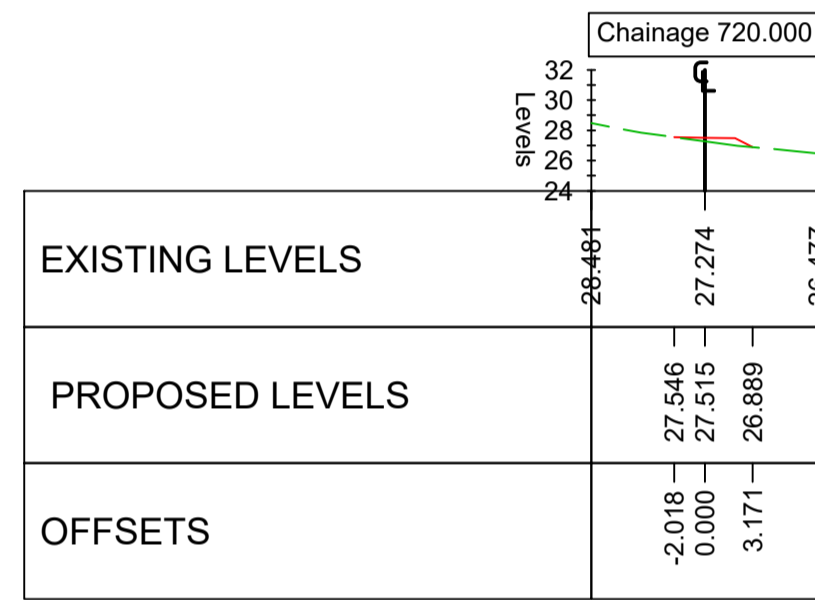 Chainage 720.000
℄
32
30
28
26
24
Levels
EXISTING LEVELS
28.481
27.274
PROPOSED LEVELS
27.546
27.515
26.889
OFFSETS
-2.018
0.000
3.171